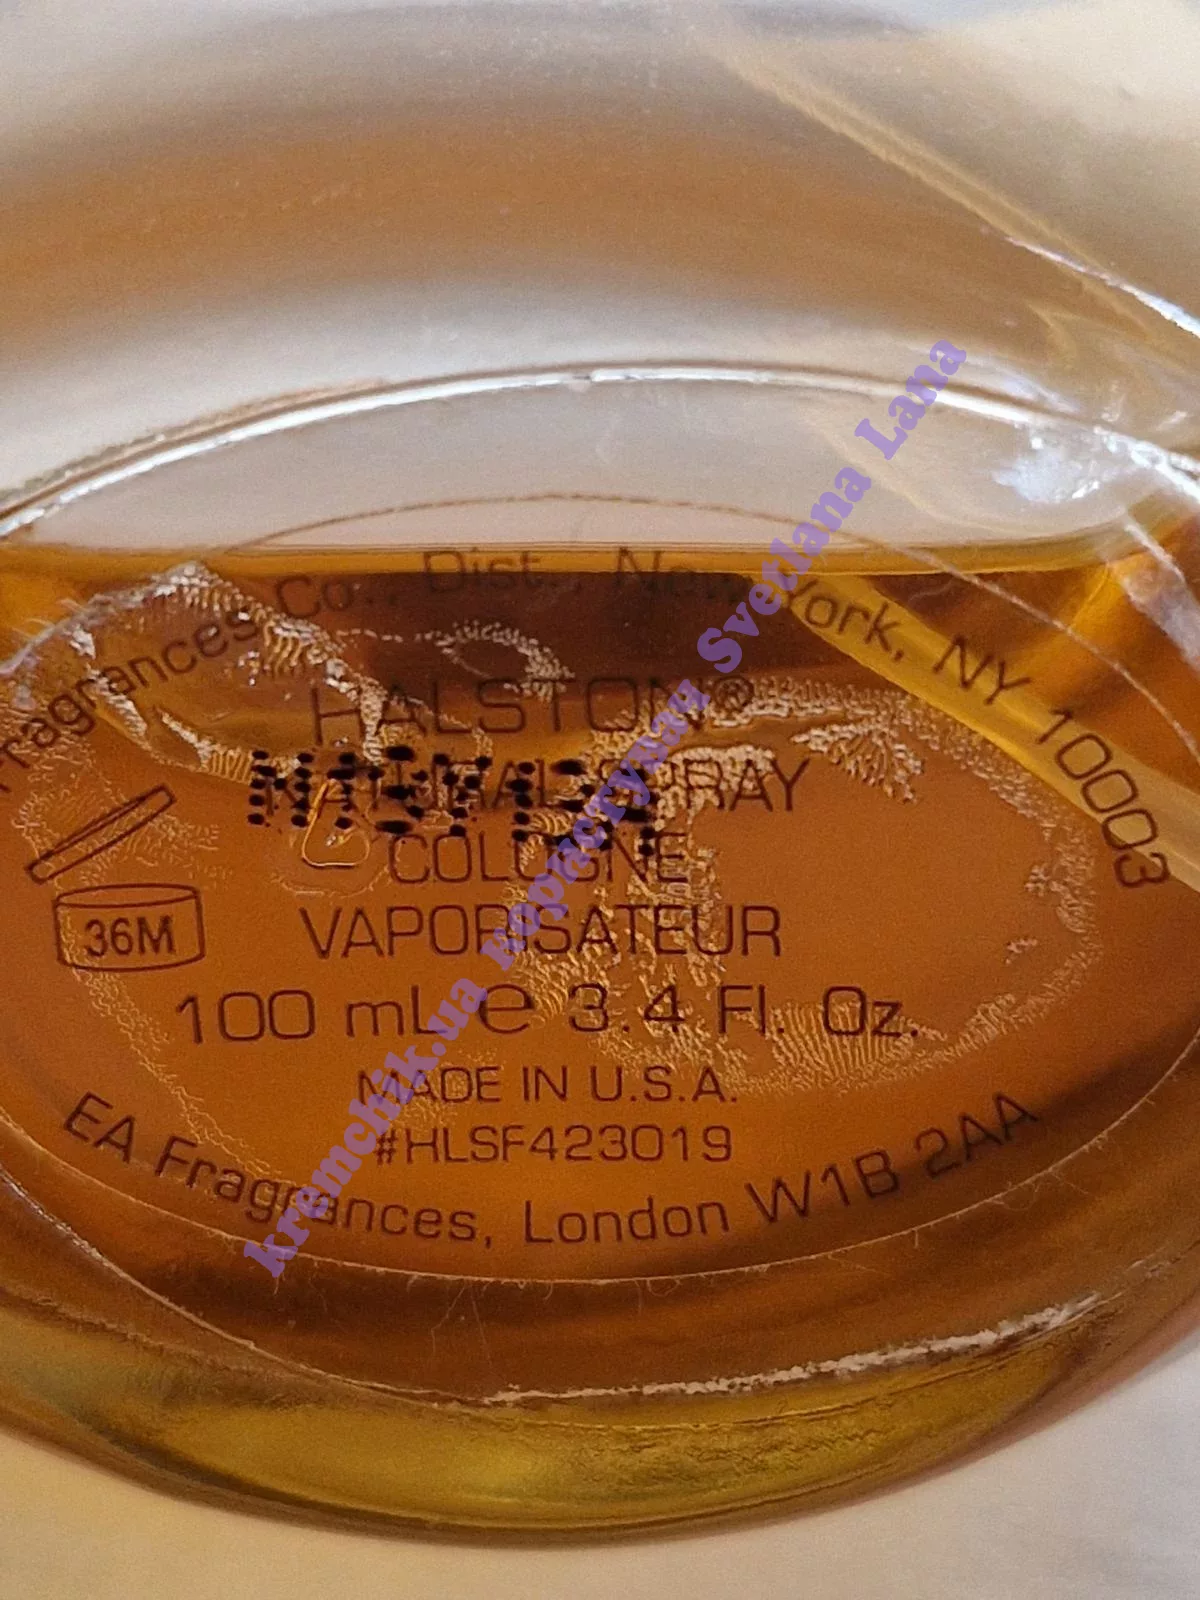 Fragrances Co., Dist., New York, NY 10003
HALSTON®
NATURAL SPRAY
COLOGNE
VAPORISATEUR
36M
100 mL e 3.4 Fl. Oz.
MADE IN U.S.A.
#HLSF423019
EA Fragrances, London W1B 2AA
kremchik.ua користувач Svetlana Lana